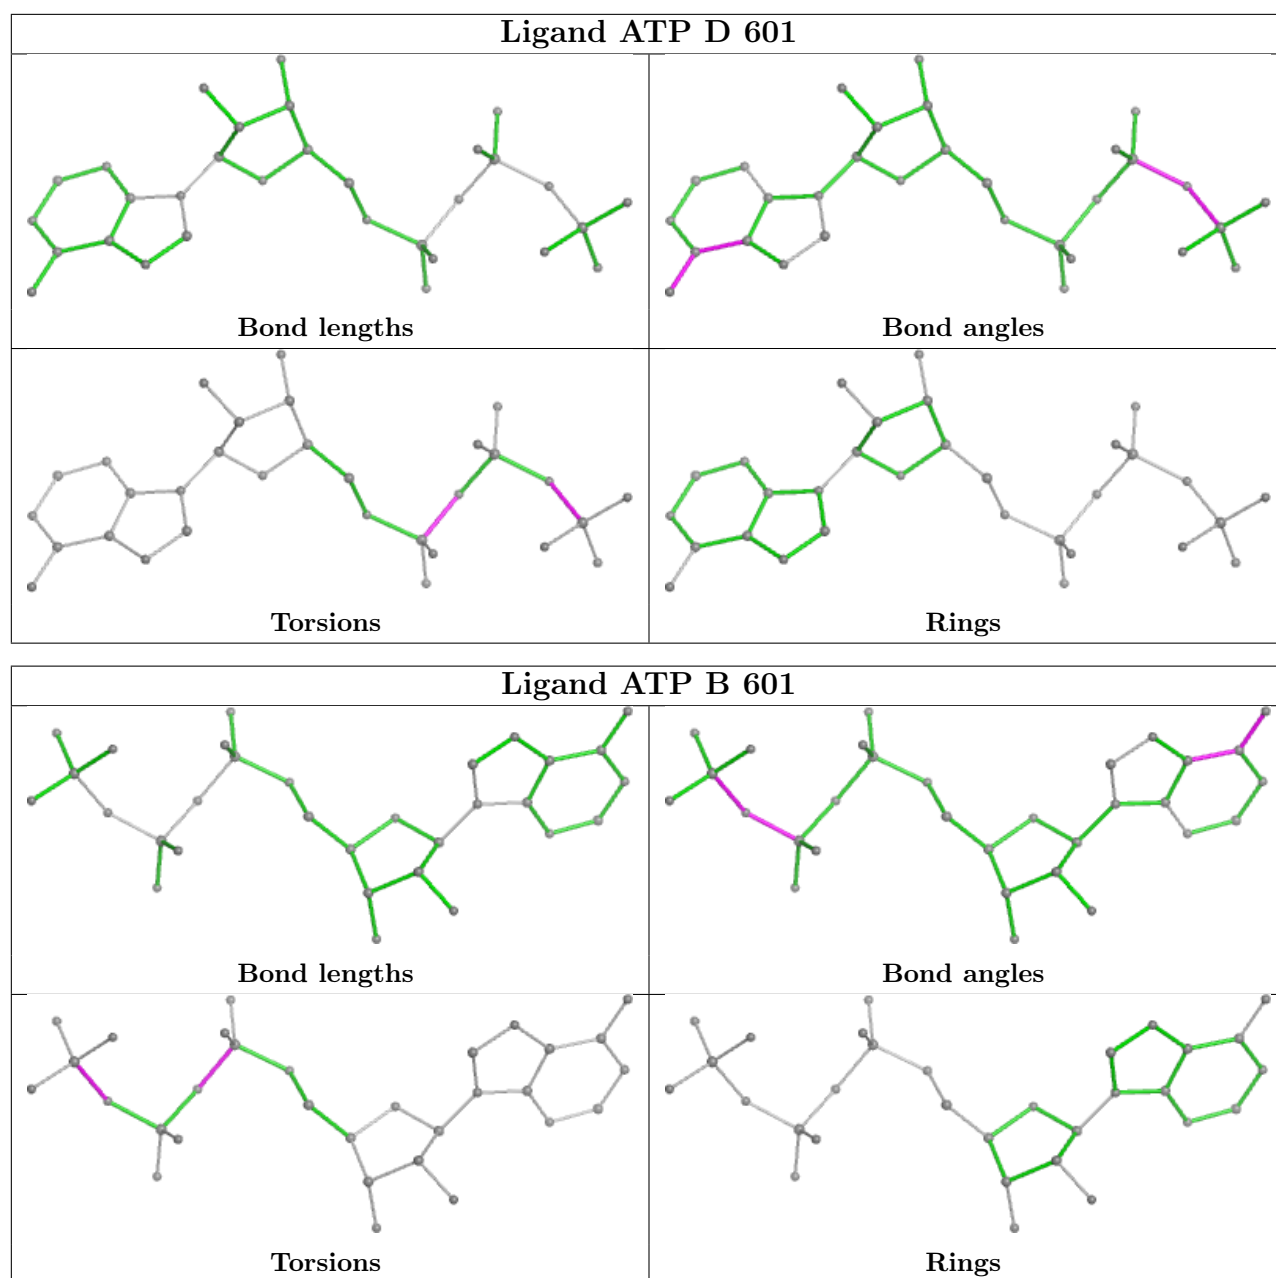 Ligand ATP D 601
Bond lengths
Bond angles
Torsions
Rings
Ligand ATP B 601
Bond lengths
Bond angles
Torsions
Rings